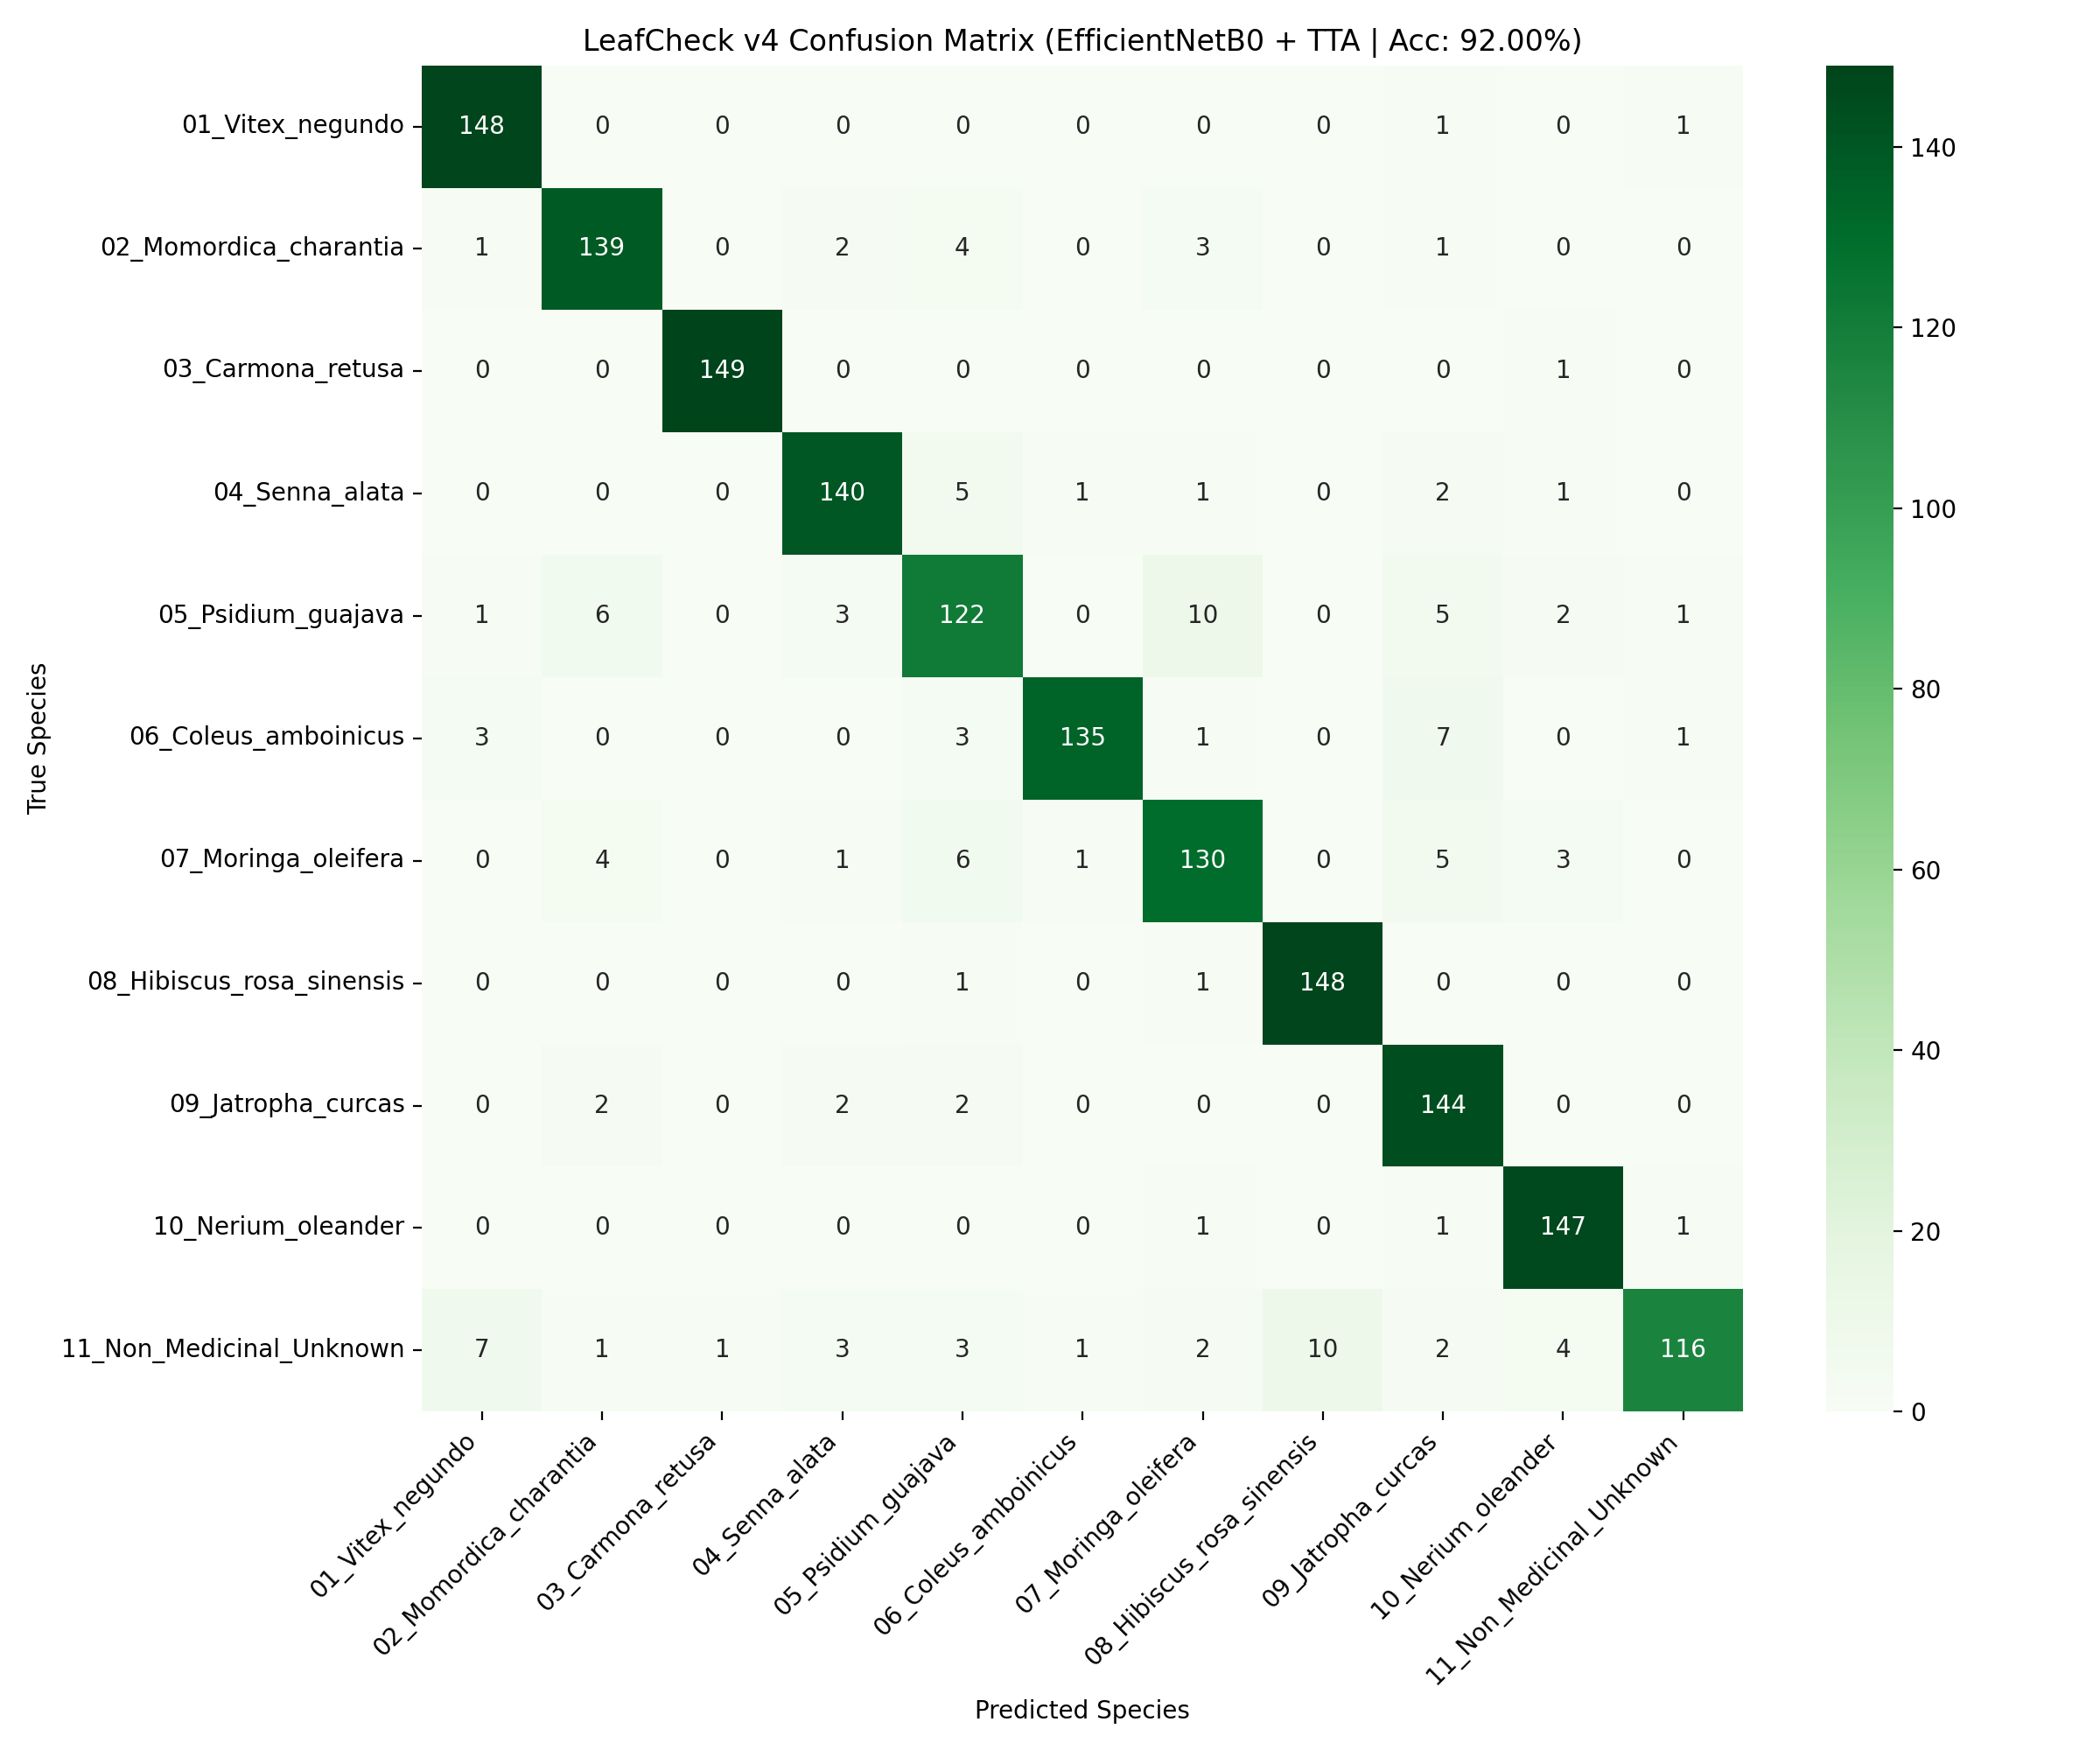 LeafCheck v4 Confusion Matrix (EfficientNetB0 + TTA | Acc: 92.00%)
True Species
01_Vitex_negundo 148 0 0 0 0 0 0 0 1 0 1
02_Momordica_charantia 1 139 0 2 4 0 3 0 1 0 0
03_Carmona_retusa 0 0 149 0 0 0 0 0 0 1 0
04_Senna_alata 0 0 0 140 5 1 1 0 2 1 0
05_Psidium_guajava 1 6 0 3 122 0 10 0 5 2 1
06_Coleus_amboinicus 3 0 0 0 3 135 1 0 7 0 1
07_Moringa_oleifera 0 4 0 1 6 1 130 0 5 3 0
08_Hibiscus_rosa_sinensis 0 0 0 0 1 0 1 148 0 0 0
09_Jatropha_curcas 0 2 0 2 2 0 0 0 144 0 0
10_Nerium_oleander 0 0 0 0 0 0 1 0 1 147 1
11_Non_Medicinal_Unknown 7 1 1 3 3 1 2 10 2 4 116
01_Vitex_negundo
02_Momordica_charantia
03_Carmona_retusa
04_Senna_alata
05_Psidium_guajava
06_Coleus_amboinicus
07_Moringa_oleifera
08_Hibiscus_rosa_sinensis
09_Jatropha_curcas
10_Nerium_oleander
11_Non_Medicinal_Unknown
Predicted Species
140
120
100
80
60
40
20
0